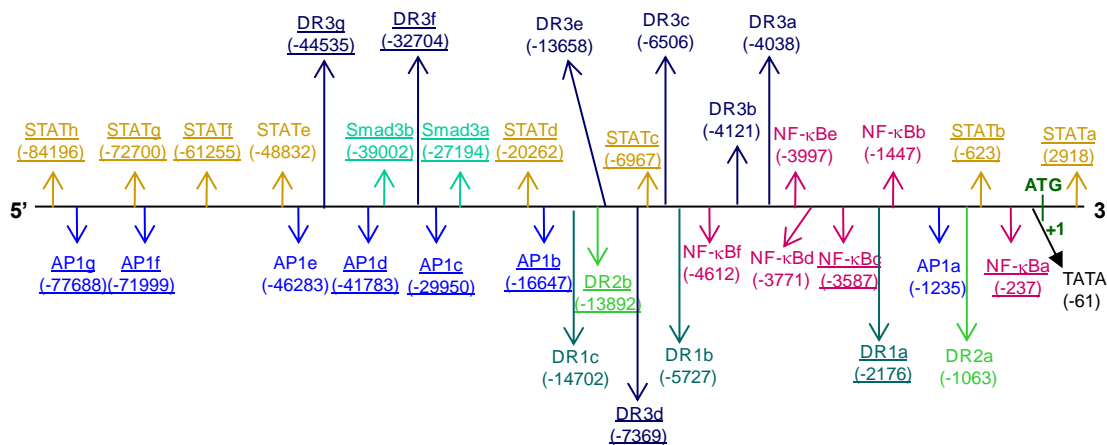 DR3g
(-44535)
DR3f
(-32704)
DR3e
(-13658)
DR3c
(-6506)
DR3a
(-4038)
DR3b
(-4121)
STATh
(-84196)
STATg
(-72700)
STATf
(-61255)
STATe
(-48832)
Smad3b
(-39002)
Smad3a
(-27194)
STATd
(-20262)
STATc
(-6967)
NF-κBe
(-3997)
NF-κBb
(-1447)
STATb
(-623)
STATa
(2918)
ATG
5’
3’
+1
AP1g
(-77688)
AP1f
(-71999)
AP1e
(-46283)
AP1d
(-41783)
AP1c
(-29950)
AP1b
(-16647)
DR2b
(-13892)
NF-κBf
(-4612)
NF-κBd
(-3771)
NF-κBc
(-3587)
AP1a
(-1235)
NF-κBa
(-237)
TATA
(-61)
DR1c
(-14702)
DR1b
(-5727)
DR1a
(-2176)
DR2a
(-1063)
DR3d
(-7369)